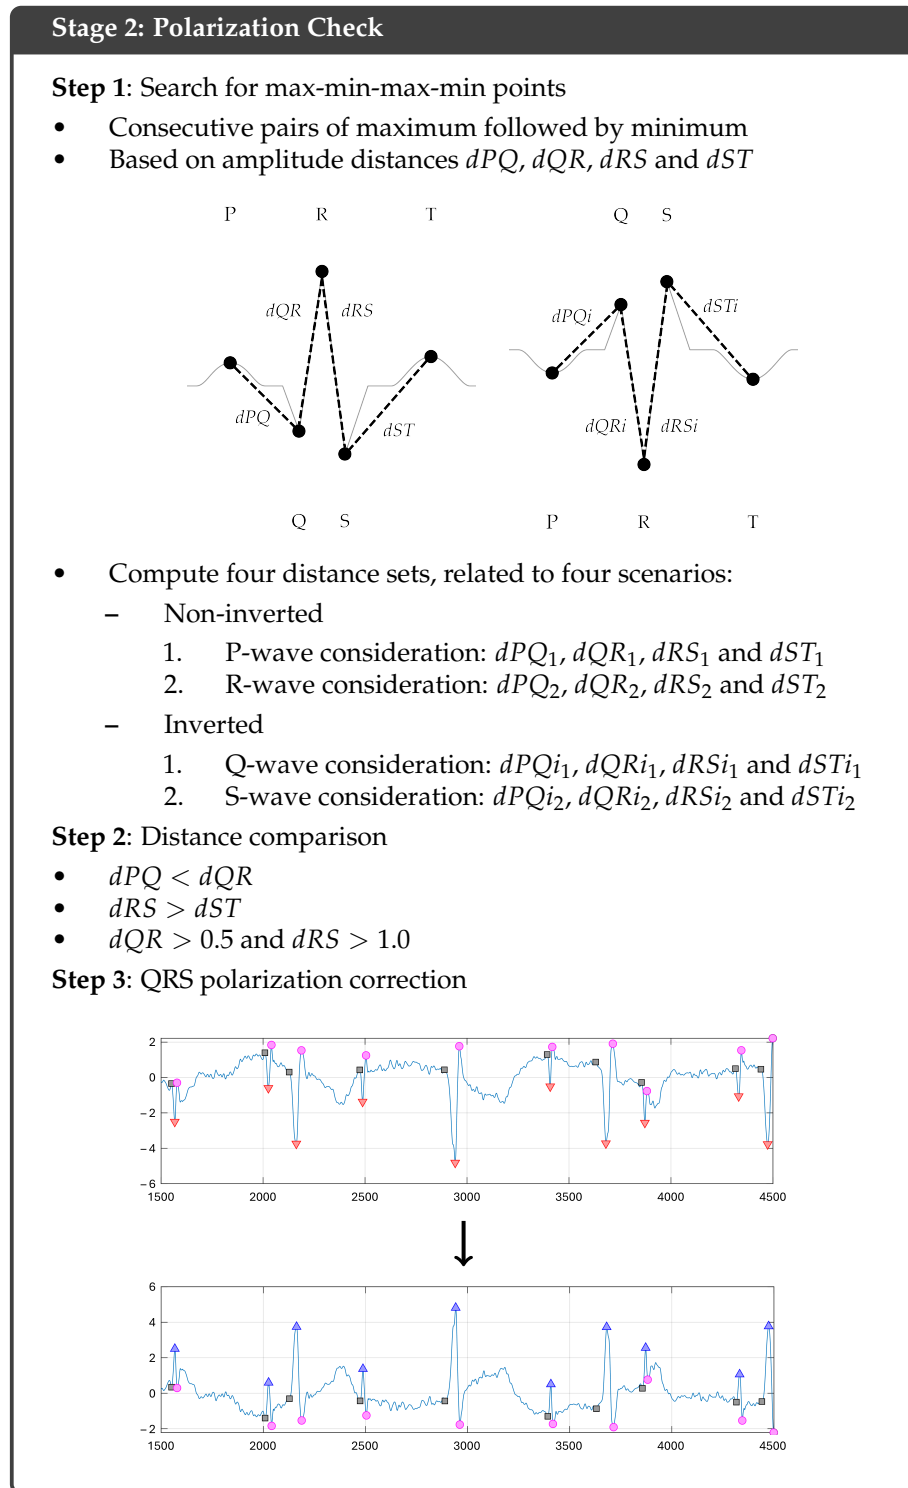 Stage 2: Polarization Check
Step 1: Search for max-min-max-min points
• Consecutive pairs of maximum followed by minimum
• Based on amplitude distances dPQ, dQR, dRS and dST
P R T Q S
dQR dRS dPQi dSTi
dPQ dST dQRi dRSi
Q S P R T
• Compute four distance sets, related to four scenarios:
– Non-inverted
1. P-wave consideration: dPQ₁, dQR₁, dRS₁ and dST₁
2. R-wave consideration: dPQ₂, dQR₂, dRS₂ and dST₂
– Inverted
1. Q-wave consideration: dPQi₁, dQRi₁, dRSi₁ and dSTi₁
2. S-wave consideration: dPQi₂, dQRi₂, dRSi₂ and dSTi₂
Step 2: Distance comparison
• dPQ < dQR
• dRS > dST
• dQR > 0.5 and dRS > 1.0
Step 3: QRS polarization correction
2
0
−2
−4
−6
1500 2000 2500 3000 3500 4000 4500
6
4
2
0
−2
1500 2000 2500 3000 3500 4000 4500